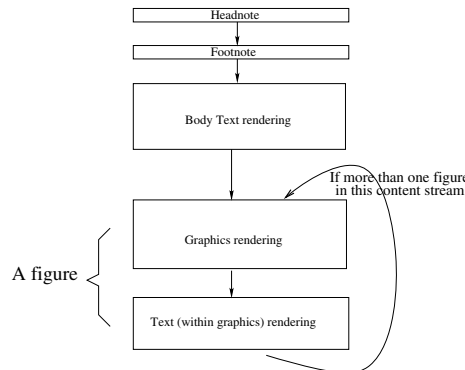 Headnote
Footnote
Body Text rendering
If more than one figure
in this content stream
Graphics rendering
A figure
Text (within graphics) rendering